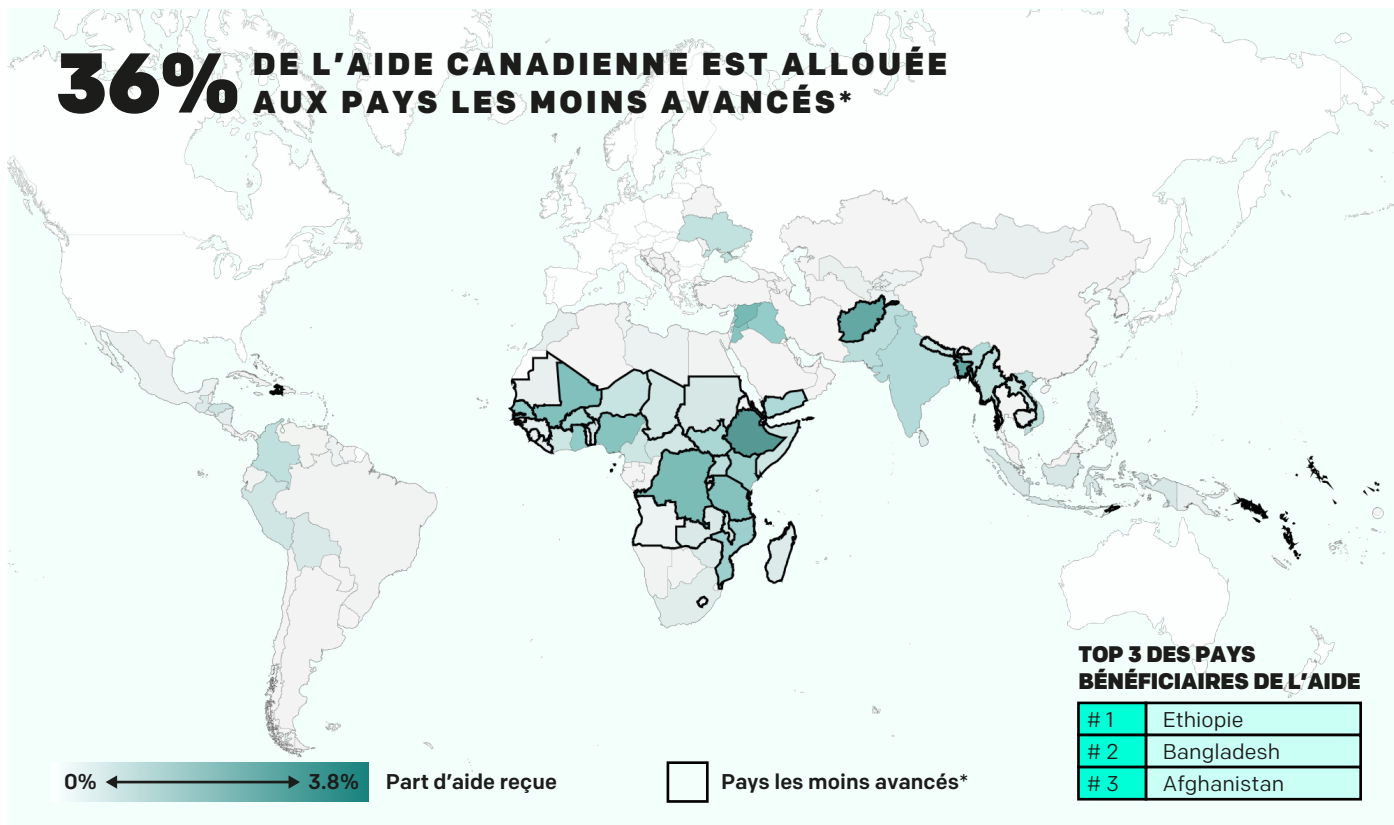 36% DE L'AIDE CANADIENNE EST ALLOUÉE
AUX PAYS LES MOINS AVANCÉS*
TOP 3 DES PAYS
BÉNÉFICIAIRES DE L'AIDE
#1 Ethiopie
#2 Bangladesh
#3 Afghanistan
0% 3.8% Part d'aide reçue
Pays les moins avancés*